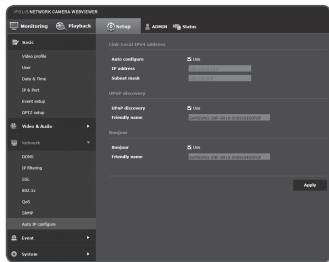 iPOLiS NETWORK CAMERA WEBVIEWER
Monitoring Playback Setup ADMIN Status
Basic
Video profile
User
Date & Time
IP & Port
Event setup
DPTZ setup
Video & Audio
Network
DDNS
IP filtering
SSL
802.1x
QoS
SNMP
Auto IP configure
Event
System
Link-Local IPv4 address
Auto configure Use
IP address
Subnet mask
UPnP discovery
UPnP discovery Use
Friendly name
Bonjour
Bonjour Use
Friendly name
Apply